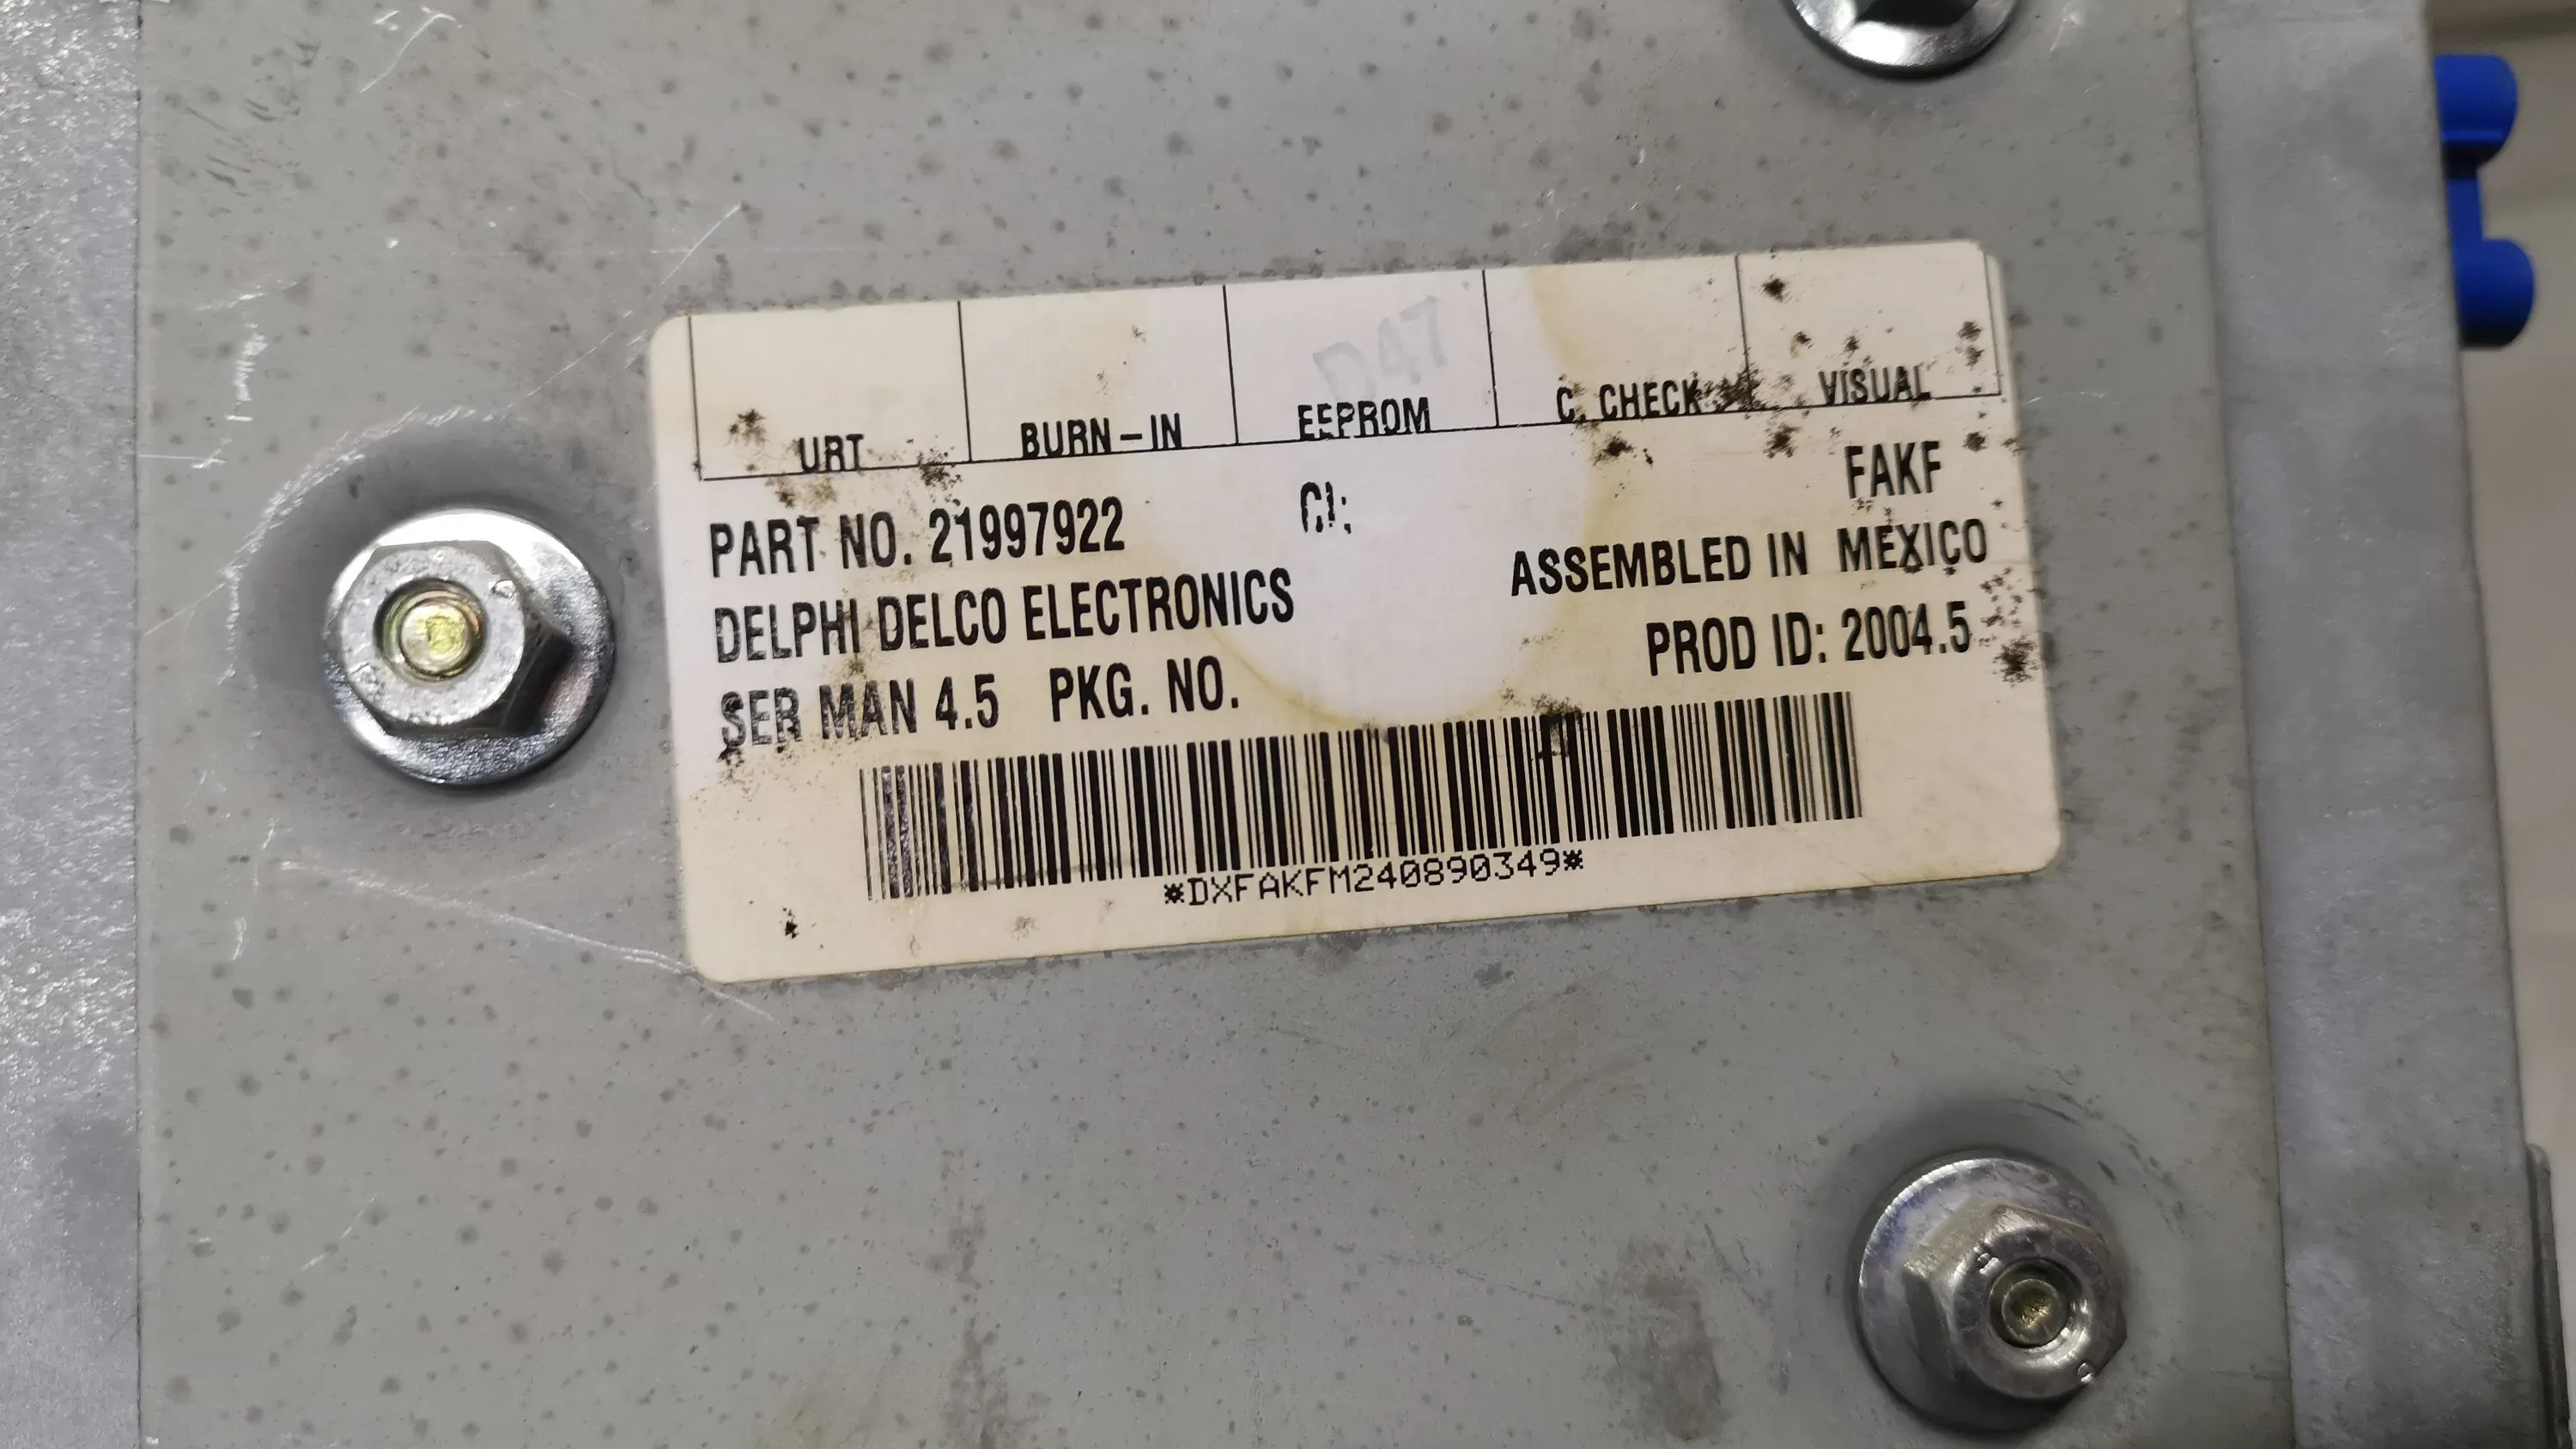 D47
URT BURN-IN EEPROM C. CHECK VISUAL
FAKF
PART NO. 21997922
ASSEMBLED IN MEXICO
DELPHI DELCO ELECTRONICS
PROD ID: 2004.5
SER MAN 4.5 PKG. NO.
*DXFAKFM240890349*